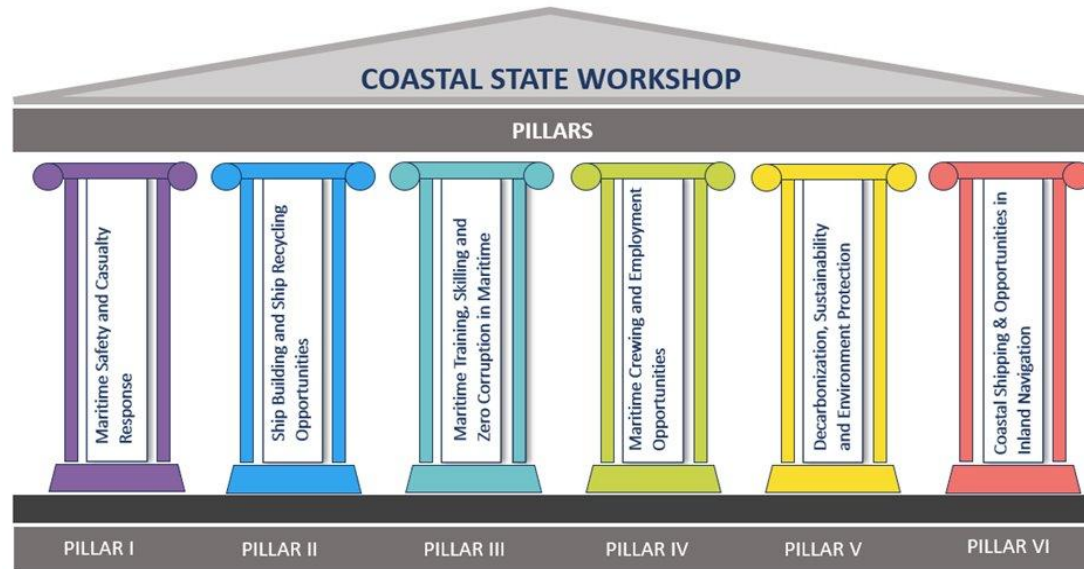 COASTAL STATE WORKSHOP
PILLARS
Maritime Safety and Casualty
Response
Ship Building and Ship Recycling
Opportunities
Maritime Training, Skilling and
Zero Corruption in Maritime
Maritime Crewing and Employment
Opportunities
Decarbonization, Sustainability
and Environment Protection
Coastal Shipping & Opportunities in
Inland Navigation
PILLAR I
PILLAR II
PILLAR III
PILLAR IV
PILLAR V
PILLAR VI